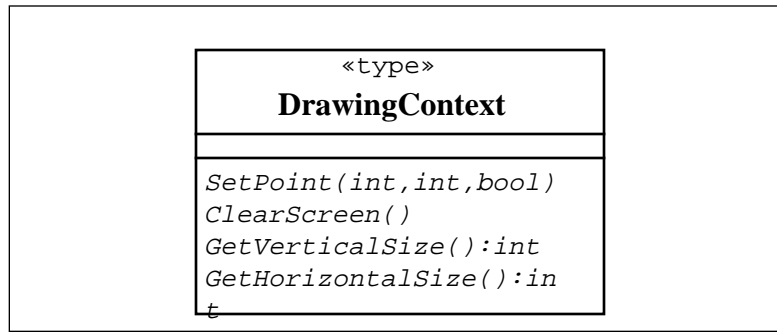 «type»
DrawingContext
SetPoint(int,int,bool)
ClearScreen()
GetVerticalSize():int
GetHorizontalSize():in
t